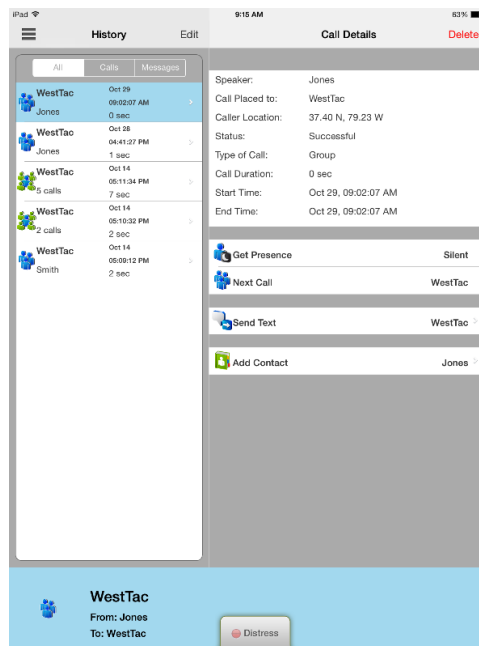 iPad 9:15 AM 63%
History Edit Call Details Delete
All Calls Messages
WestTac Oct 29
09:02:07 AM
Jones 0 sec
WestTac Oct 28
04:41:27 PM
Jones 1 sec
WestTac Oct 14
05:11:34 PM
5 calls 7 sec
WestTac Oct 14
05:10:32 PM
2 calls 2 sec
WestTac Oct 14
05:09:12 PM
Smith 2 sec
Speaker: Jones
Call Placed to: WestTac
Caller Location: 37.40 N, 79.23 W
Status: Successful
Type of Call: Group
Call Duration: 0 sec
Start Time: Oct 29, 09:02:07 AM
End Time: Oct 29, 09:02:07 AM
Get Presence Silent
Next Call WestTac
Send Text WestTac
Add Contact Jones
WestTac
From: Jones
To: WestTac
Distress